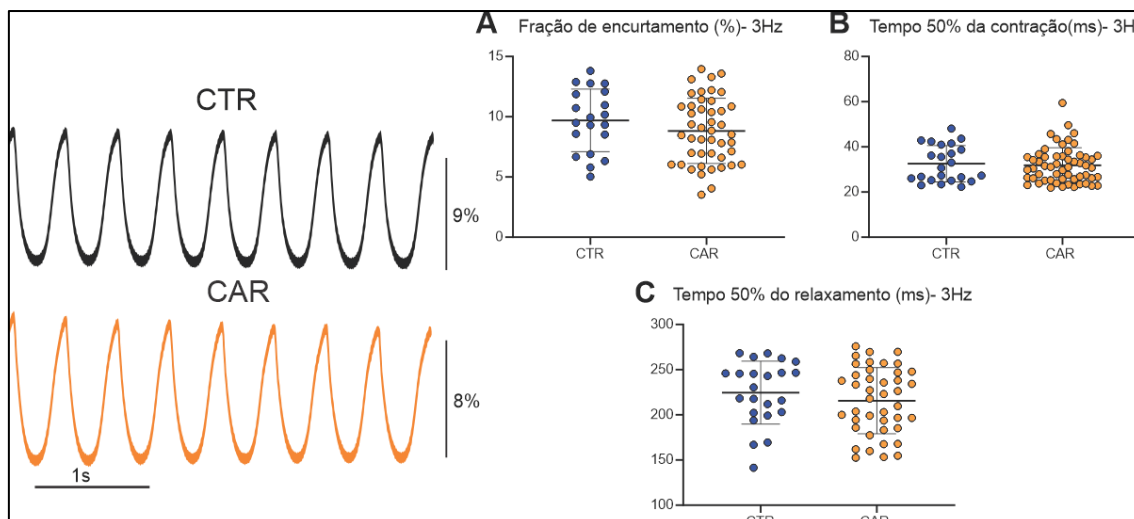 A Fração de encurtamento (%)- 3Hz
15
10
5
0
CTR CAR
B Tempo 50% da contração(ms)- 3H
80
60
40
20
0
CTR CAR
CTR
9%
CAR
8%
1s
C Tempo 50% do relaxamento (ms)- 3Hz
300
250
200
150
100
CTR CAR